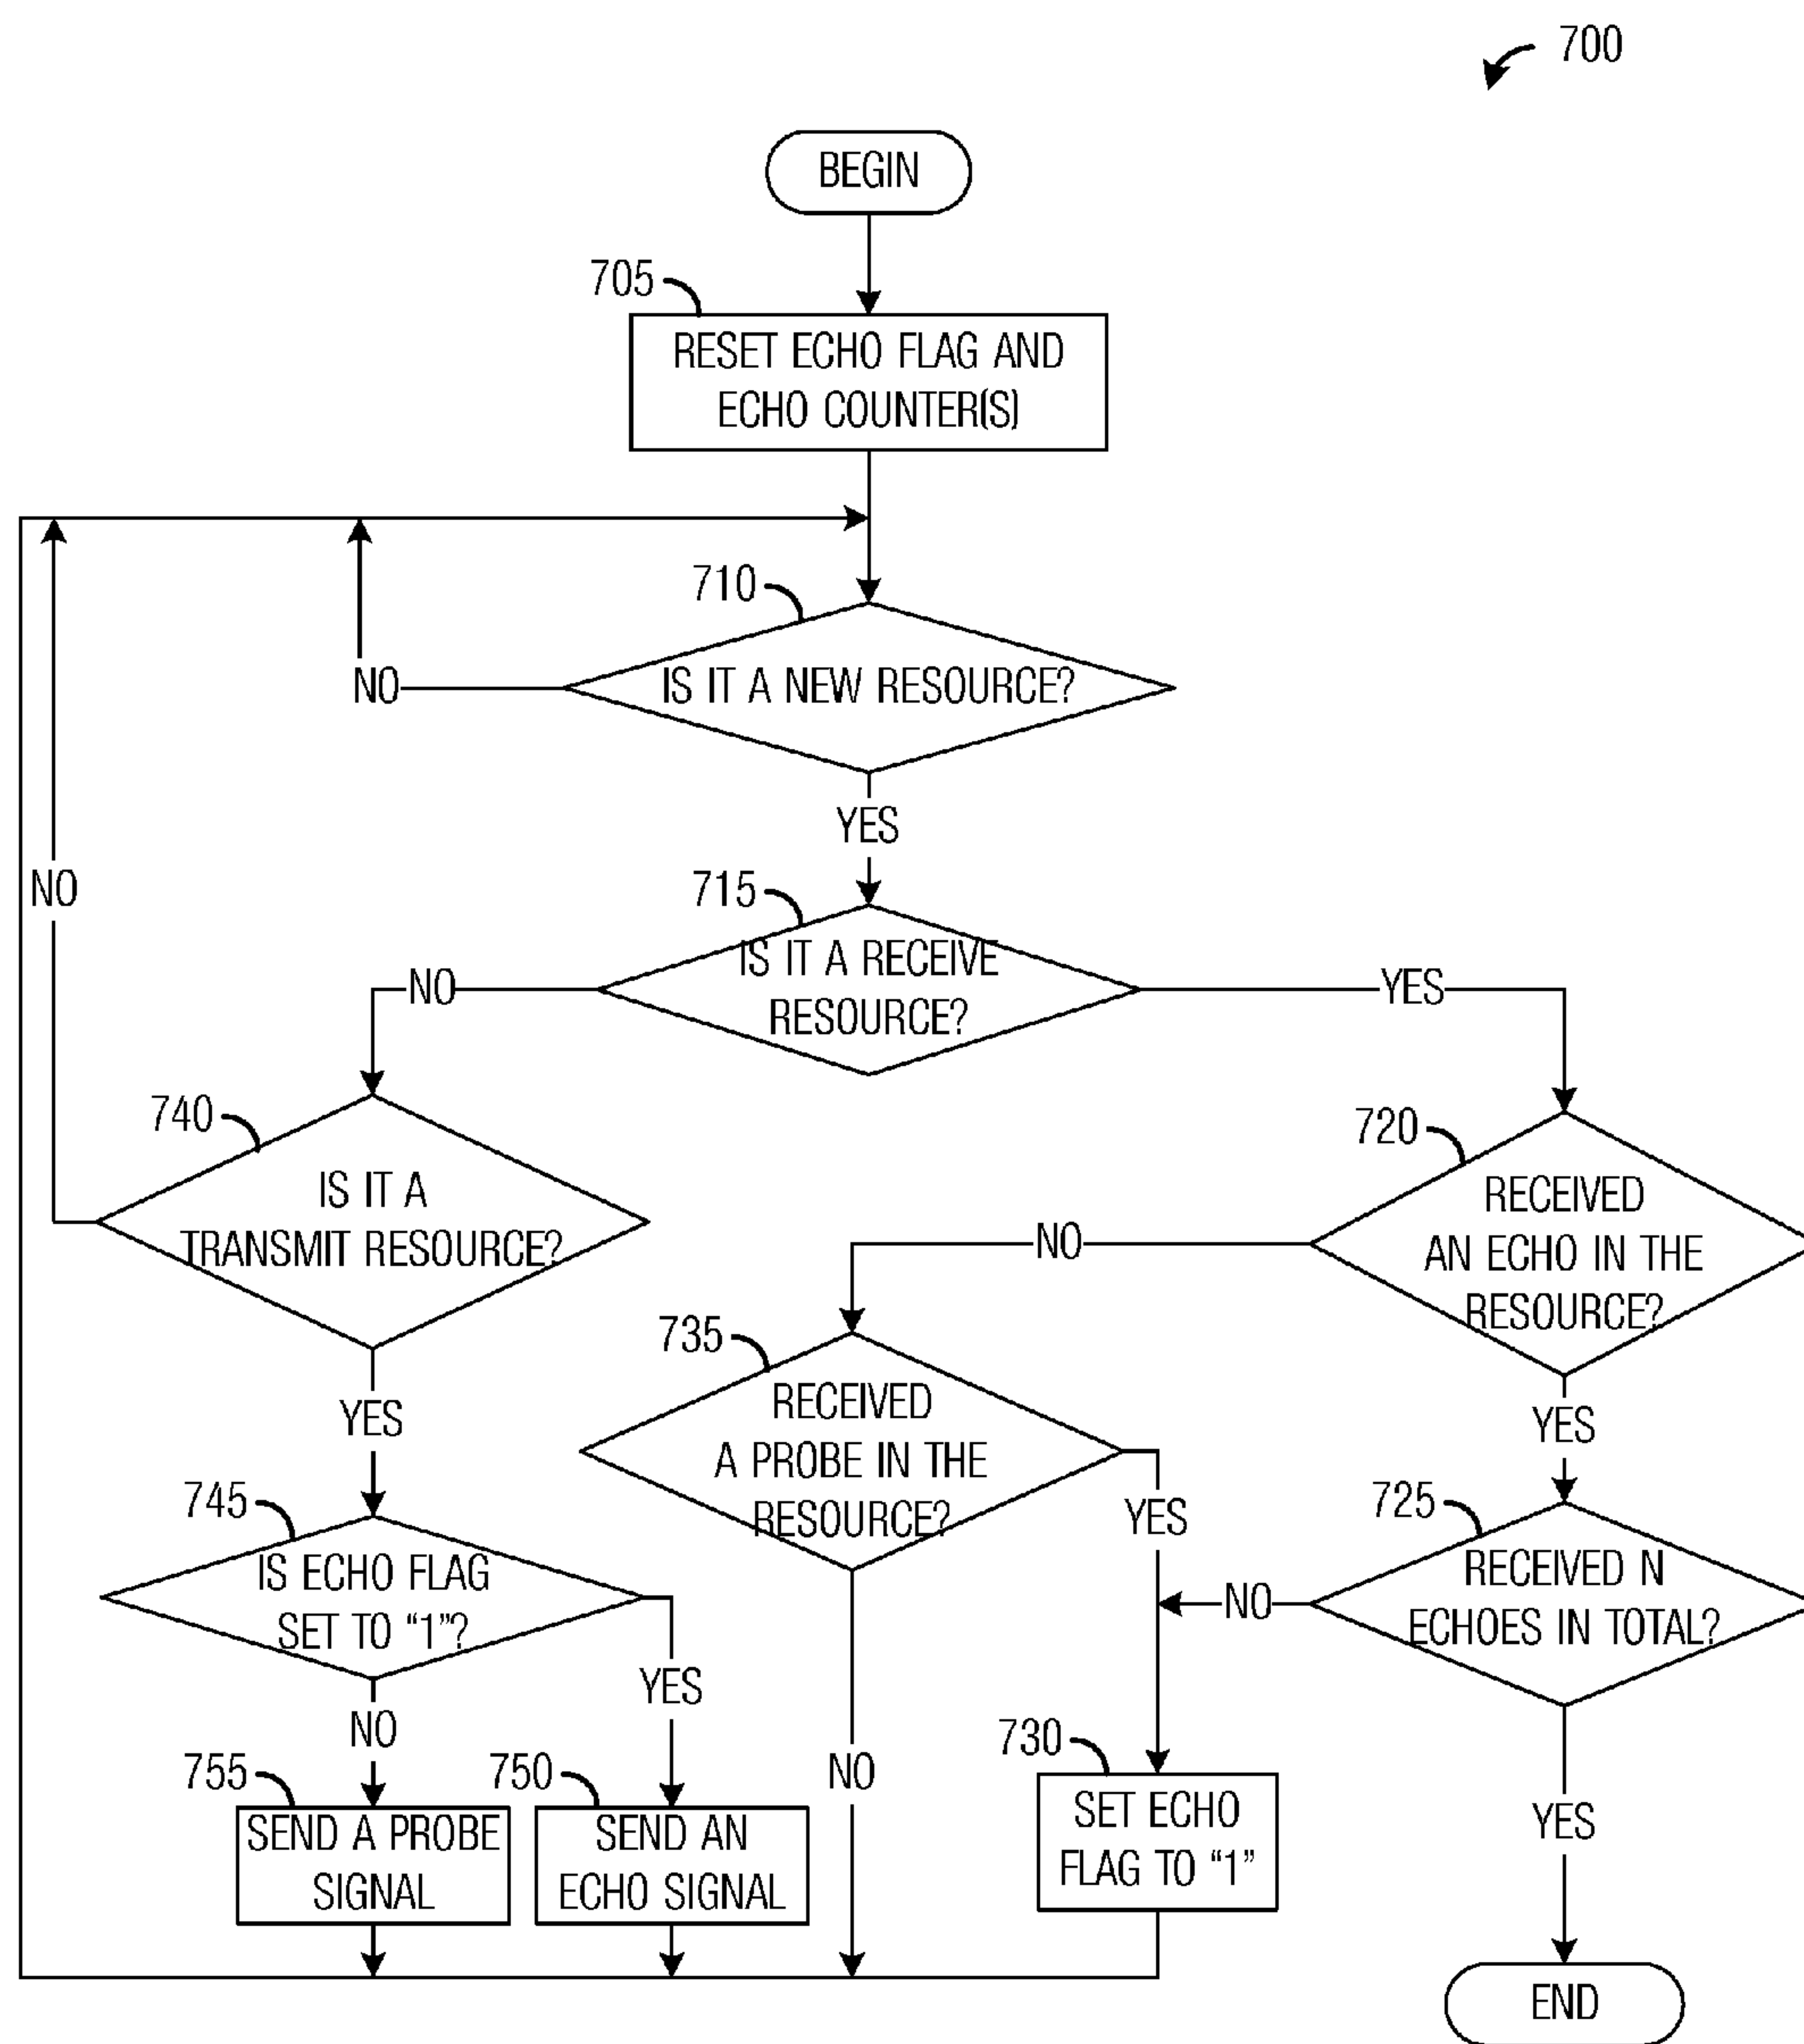 700
BEGIN
705
RESET ECHO FLAG AND
ECHO COUNTER(S)
710
IS IT A NEW RESOURCE?
NO
YES
715
IS IT A RECEIVE
RESOURCE?
NO
YES
NO
740
IS IT A
TRANSMIT RESOURCE?
720
RECEIVED
AN ECHO IN THE
RESOURCE?
NO
735
RECEIVED
A PROBE IN THE
RESOURCE?
YES
YES
YES
745
IS ECHO FLAG
SET TO “1”?
725
RECEIVED N
ECHOES IN TOTAL?
NO
YES
NO
NO
YES
755
SEND A PROBE
SIGNAL
750
SEND AN
ECHO SIGNAL
730
SET ECHO
FLAG TO “1”
END